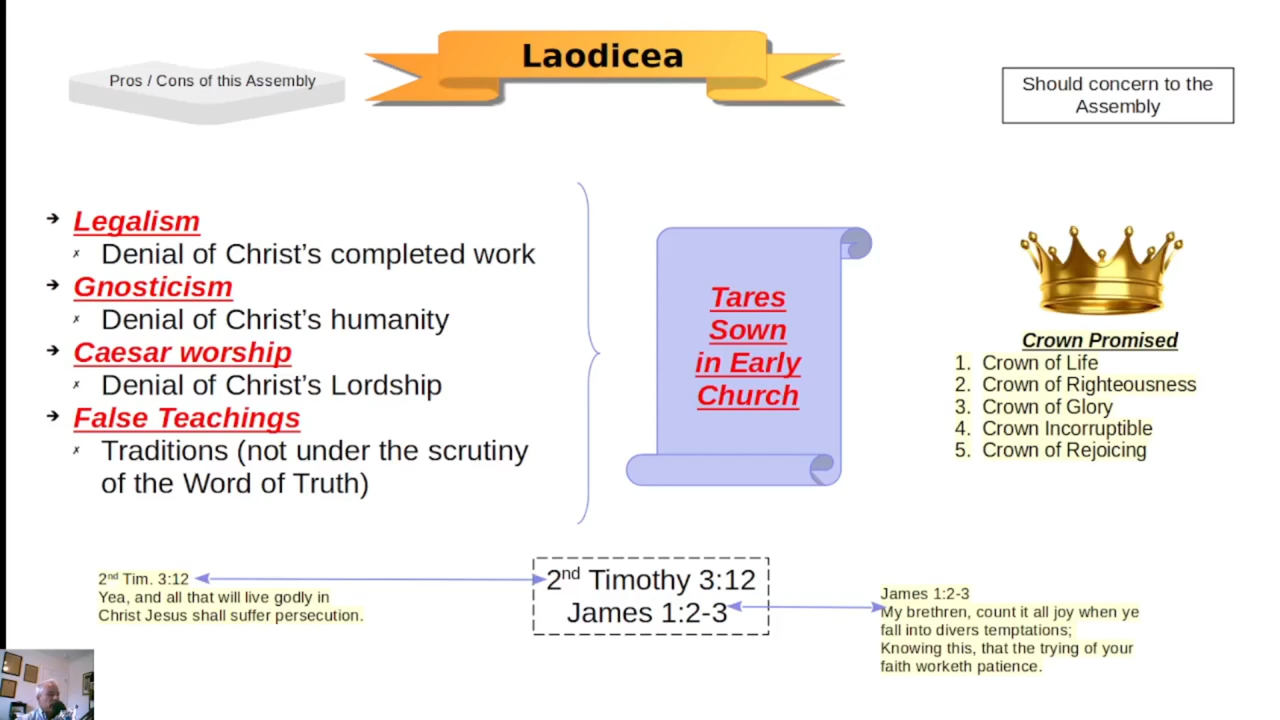 Laodicea
Pros / Cons of this Assembly
Should concern to the
Assembly
Legalism
Denial of Christ’s completed work
Gnosticism
Denial of Christ’s humanity
Caesar worship
Denial of Christ’s Lordship
False Teachings
Traditions (not under the scrutiny
of the Word of Truth)
Tares
Sown
in Early
Church
Crown Promised
1. Crown of Life
2. Crown of Righteousness
3. Crown of Glory
4. Crown Incorruptible
5. Crown of Rejoicing
2nd Tim. 3:12
Yea, and all that will live godly in
Christ Jesus shall suffer persecution.
2nd Timothy 3:12
James 1:2-3
James 1:2-3
My brethren, count it all joy when ye
fall into divers temptations;
Knowing this, that the trying of your
faith worketh patience.